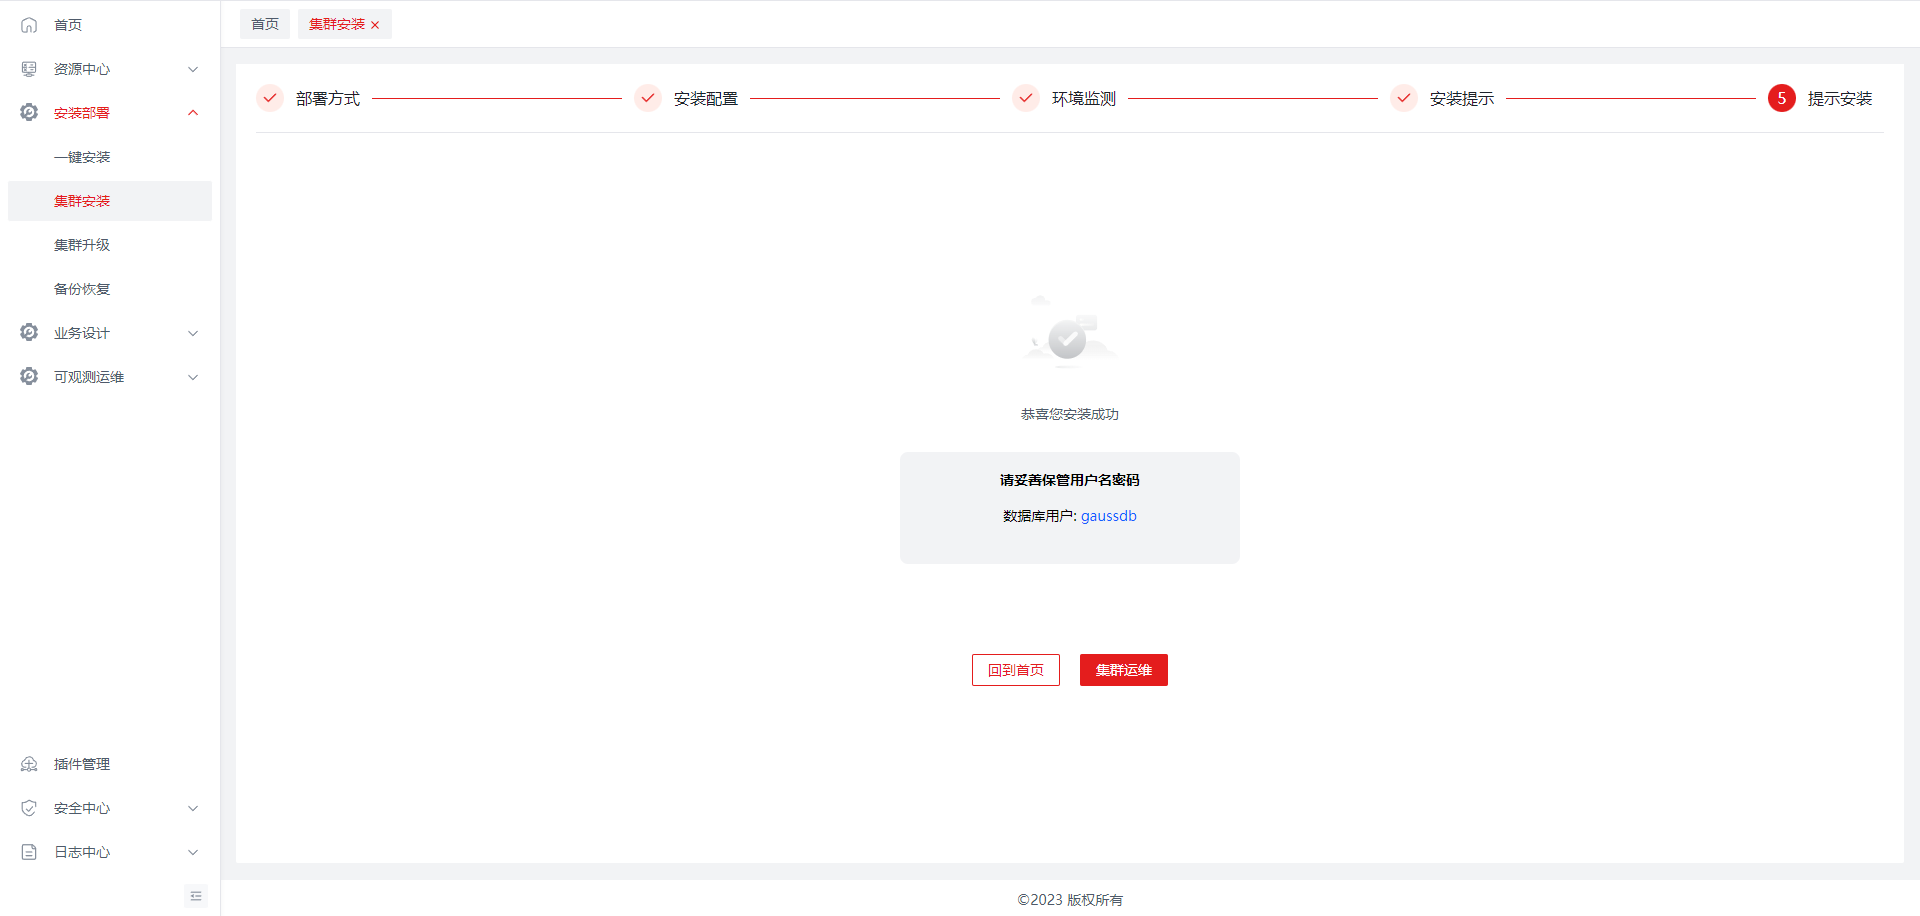 首页
资源中心
安装部署
一键安装
集群安装
集群升级
备份恢复
业务设计
可观测运维
插件管理
安全中心
日志中心
首页
集群安装
部署方式
安装配置
环境监测
安装提示
5 提示安装
恭喜您安装成功
请妥善保管用户名密码
数据库用户: gaussdb
回到首页
集群运维
©2023 版权所有